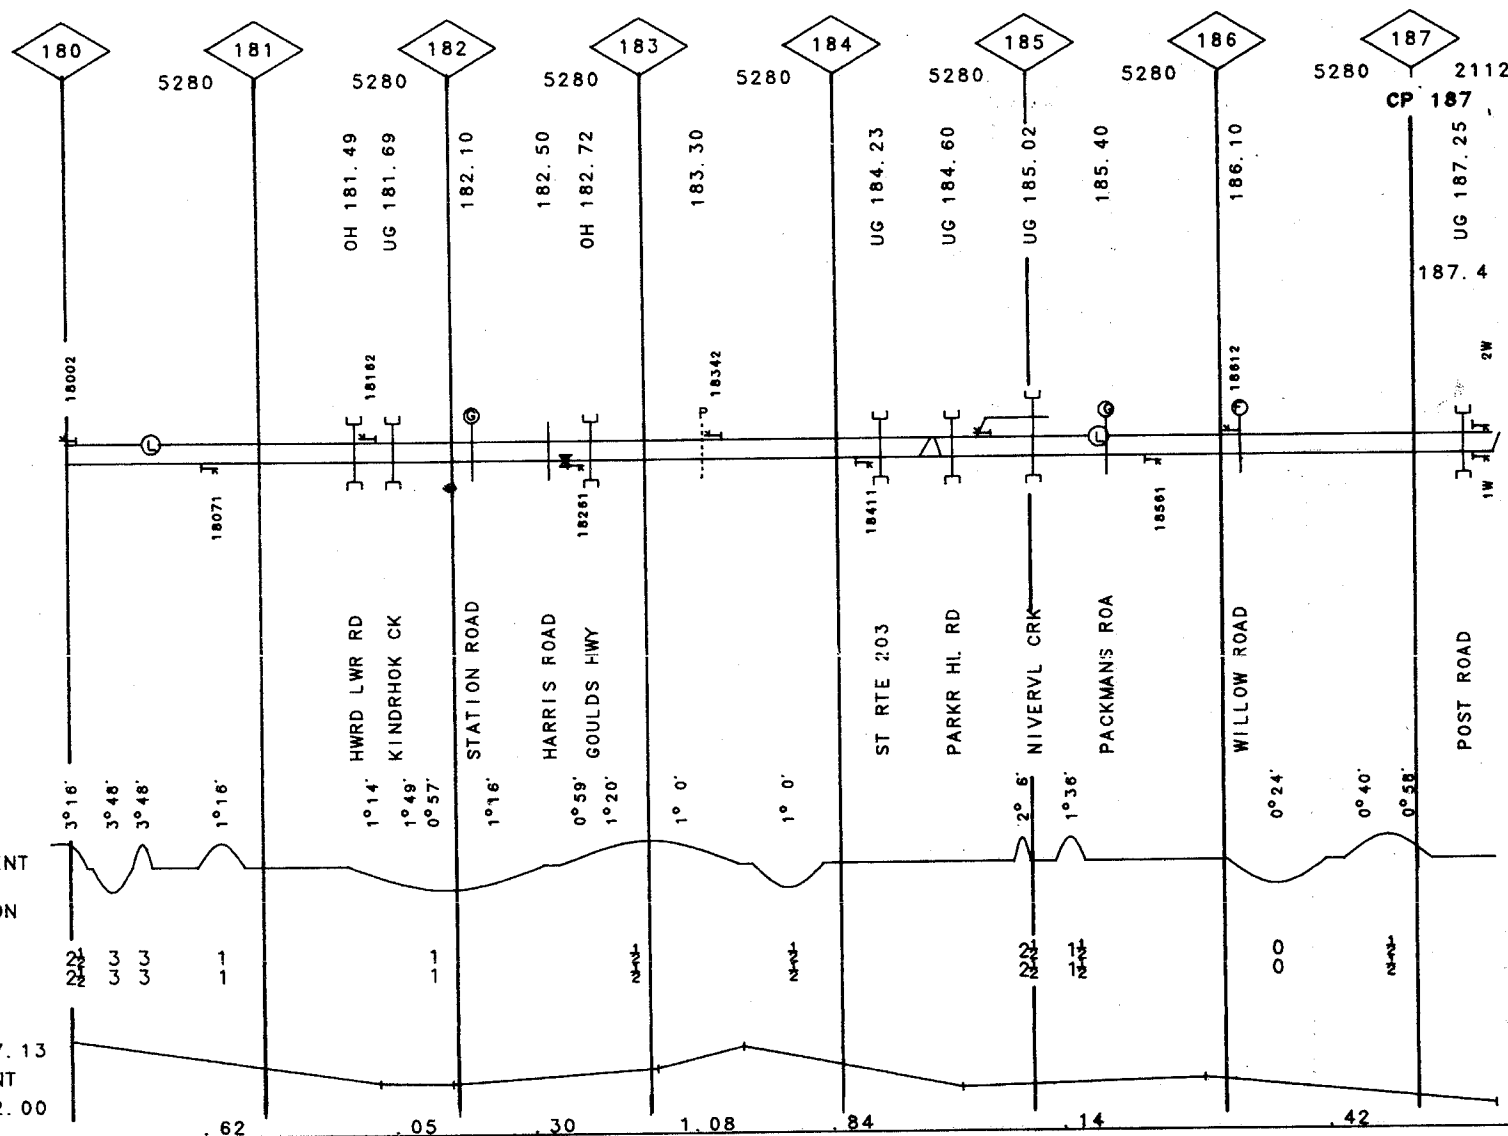 180 181 182 183 184 185 186 187
5280 5280 5280 5280 5280 5280 5280 2112
CP 187
OH 181.49
UG 181.69
182.10
182.50
OH 182.72
183.30
UG 184.23
UG 184.60
UG 185.02
185.40
186.10
UG 187.25
187.4
18002
18162
18342
18612
2W
L
G
P
G
L
18071
18261
18411
18561
1W
HWRD LWR RD
KINDRHOK CK
STATION ROAD
HARRIS ROAD
GOULDS HWY
ST RTE 203
PARKR HL RD
NIVERVL CRK
PACKMANS ROA
WILLOW ROAD
POST ROAD
3°16' 3°48' 3°48' 1°16' 1°14' 1°49' 0°57' 1°16' 0°59' 1°20' 1° 0' 1° 0' 2° 6' 1°36' 0°24' 0°40' 0°58'
NT
ON
2½ 3 3 1 1 ½ ½ 2½ 1½ 0 ½
2½ 3 3 1 1 ½ ½ 2½ 1½ 0 ½
7.13
NT
2.00
.62 .05 .30 1.08 .84 .14 .42